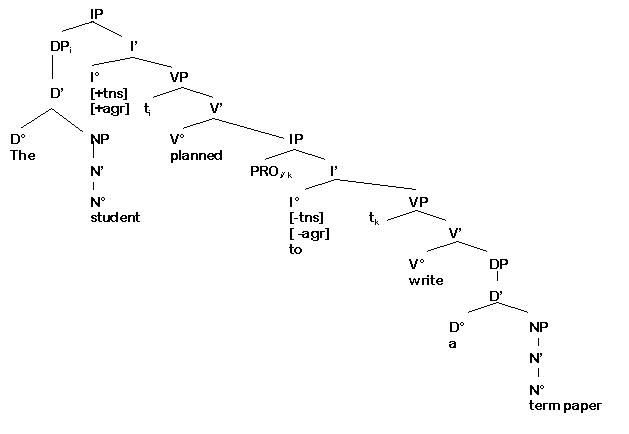 IP
DPi I’
I° VP
D’ [+tns]
[+agr] ti V’
D° NP V° IP
The planned
N’ PROi/k I’
N° I° VP
student [-tns] tk
[ -agr] V’
to
V° DP
write
D’
D° NP
a
N’
N°
term paper